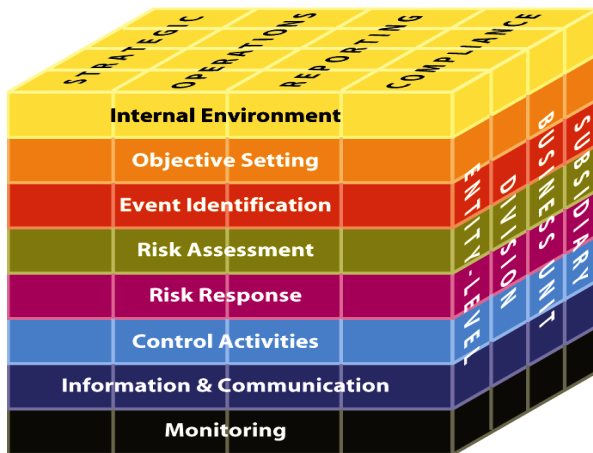 STRATEGIC
OPERATIONS
REPORTING
COMPLIANCE
Internal Environment
Objective Setting
Event Identification
Risk Assessment
Risk Response
Control Activities
Information & Communication
Monitoring
ENTITY-LEVEL
DIVISION
BUSINESS UNIT
SUBSIDIARY